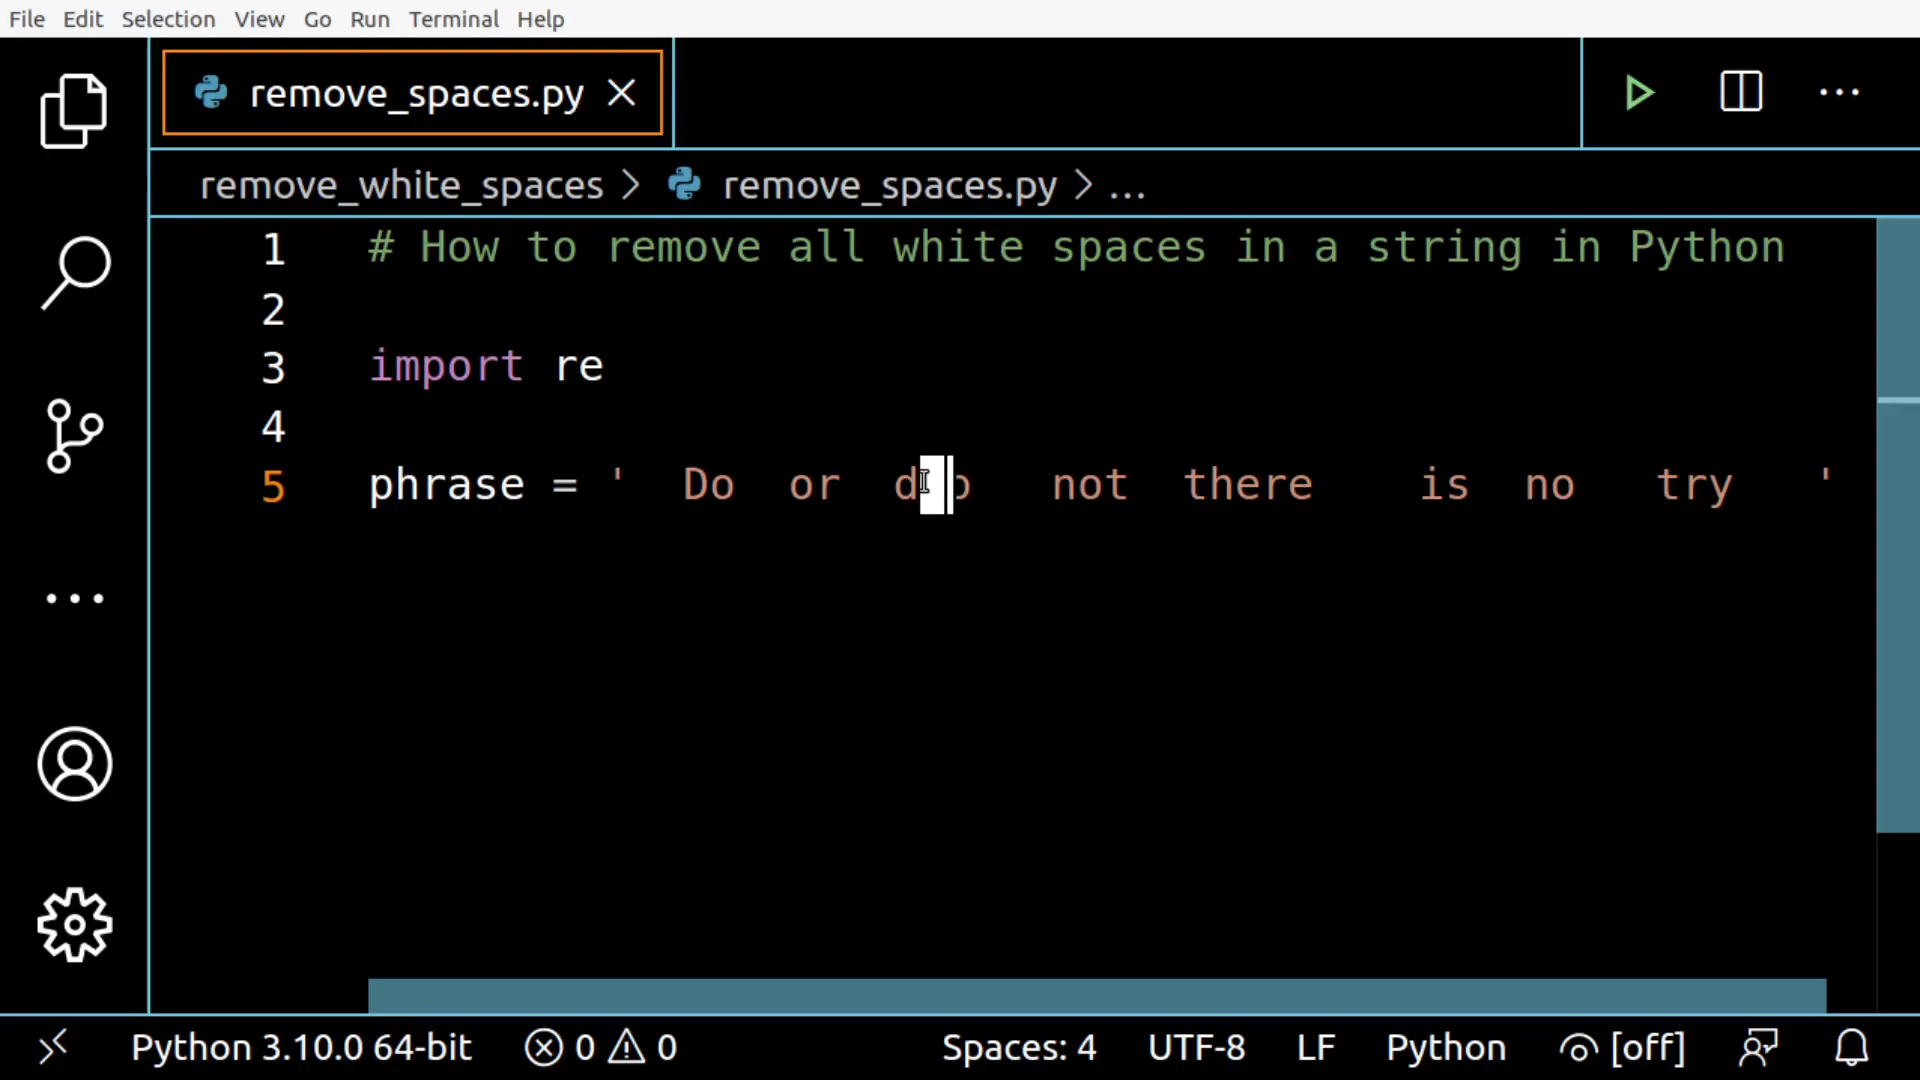 File Edit Selection View Go Run Terminal Help
remove_spaces.py
remove_white_spaces > remove_spaces.py > ...
1 # How to remove all white spaces in a string in Python
2
3 import re
4
5 phrase = '  Do  or  d o   not  there    is  no   try   '
Python 3.10.0 64-bit 0 0 Spaces: 4 UTF-8 LF Python [off]